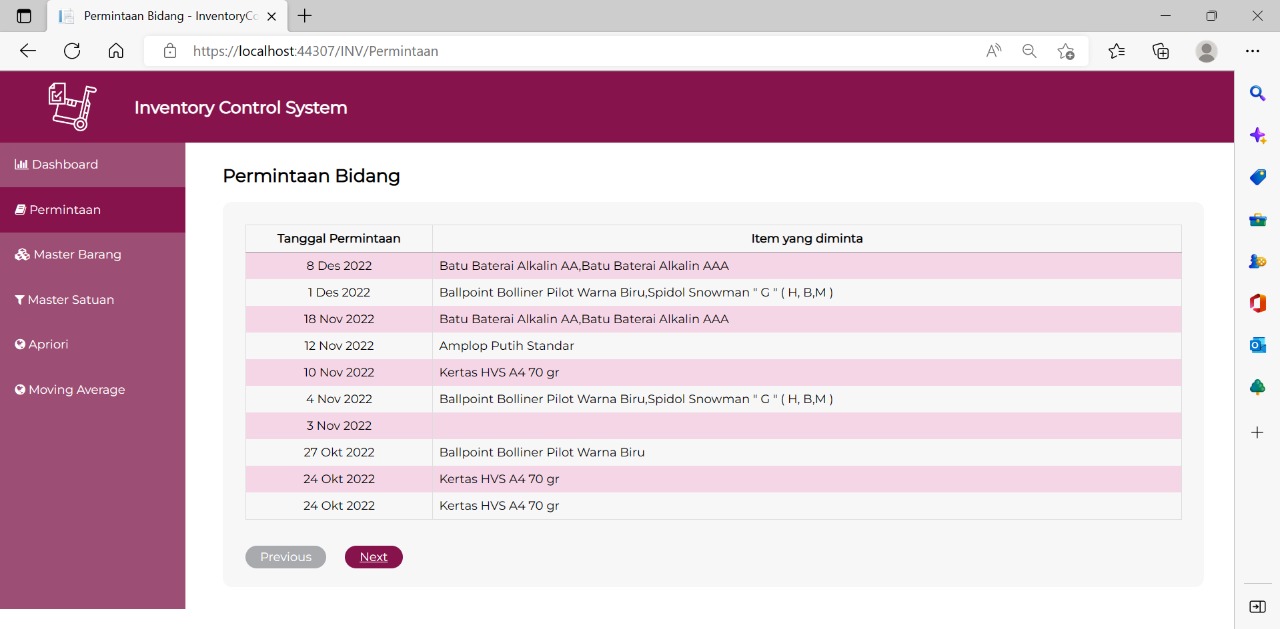 Permintaan Bidang - InventoryCo
https://localhost:44307/INV/Permintaan
Inventory Control System
Dashboard
Permintaan
Master Barang
Master Satuan
Apriori
Moving Average
Permintaan Bidang
Tanggal Permintaan Item yang diminta
8 Des 2022 Batu Baterai Alkalin AA,Batu Baterai Alkalin AAA
1 Des 2022 Ballpoint Bolliner Pilot Warna Biru,Spidol Snowman " G " ( H, B,M )
18 Nov 2022 Batu Baterai Alkalin AA,Batu Baterai Alkalin AAA
12 Nov 2022 Amplop Putih Standar
10 Nov 2022 Kertas HVS A4 70 gr
4 Nov 2022 Ballpoint Bolliner Pilot Warna Biru,Spidol Snowman " G " ( H, B,M )
3 Nov 2022
27 Okt 2022 Ballpoint Bolliner Pilot Warna Biru
24 Okt 2022 Kertas HVS A4 70 gr
24 Okt 2022 Kertas HVS A4 70 gr
Previous Next